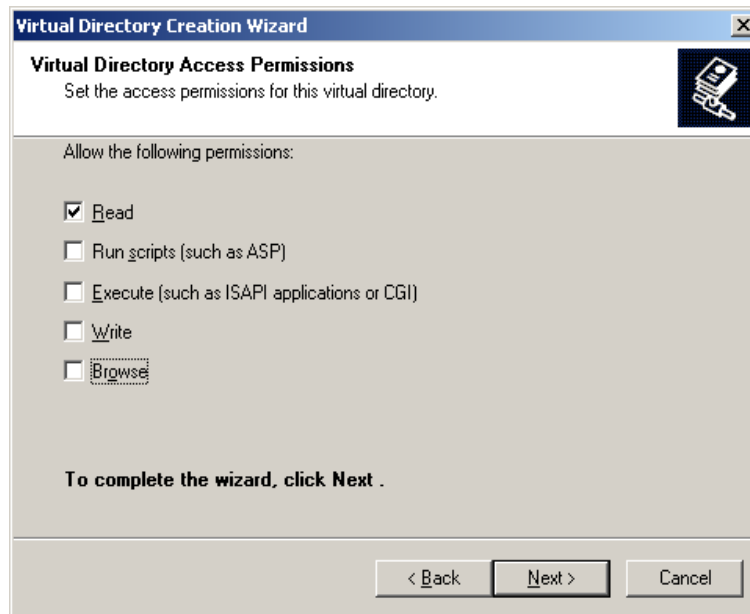 Virtual Directory Creation Wizard
Virtual Directory Access Permissions
Set the access permissions for this virtual directory.
Allow the following permissions:
Read
Run scripts (such as ASP)
Execute (such as ISAPI applications or CGI)
Write
Browse
To complete the wizard, click Next .
< Back Next > Cancel